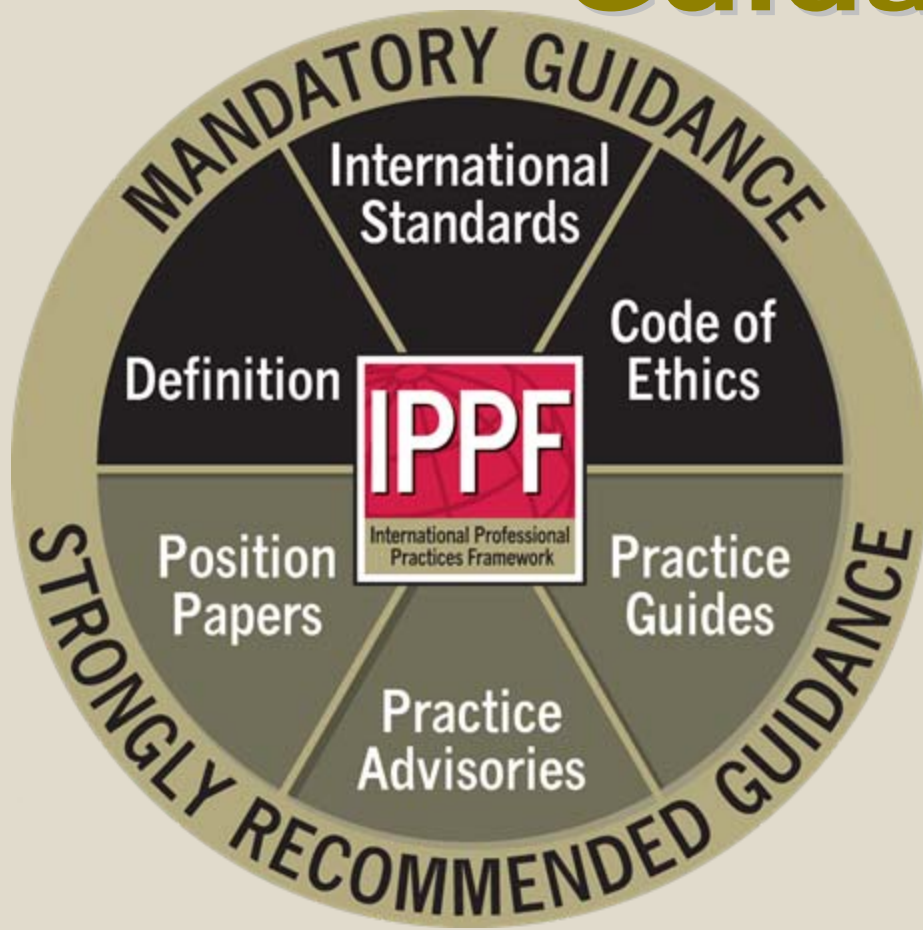 MANDATORY GUIDANCE
International
Standards
Definition
Code of
Ethics
IPPF
International Professional
Practices Framework
Position
Papers
Practice
Guides
Practice
Advisories
STRONGLY RECOMMENDED GUIDANCE